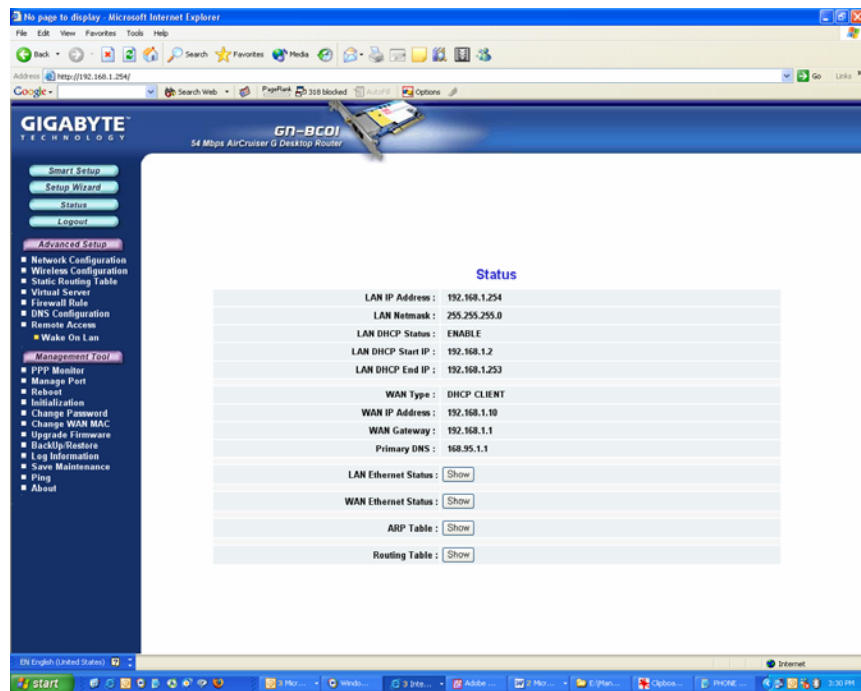 No page to display - Microsoft Internet Explorer
File Edit View Favorites Tools Help
Back Search Favorites Media
Address http://192.168.1.254/ Go Links
Google Search Web PageRank 318 blocked AutoFill Options
GIGABYTE™
TECHNOLOGY
GN-BC01
54 Mbps AirCruiser G Desktop Router
Smart Setup
Setup Wizard
Status
Logout
Advanced Setup
Network Configuration
Wireless Configuration
Static Routing Table
Virtual Server
Firewall Rule
DNS Configuration
Remote Access
Wake On Lan
Management Tool
PPP Monitor
Manage Port
Reboot
Initialization
Change Password
Change WAN MAC
Upgrade Firmware
BackUp/Restore
Log Information
Save Maintenance
Ping
About
Status
LAN IP Address : 192.168.1.254
LAN Netmask : 255.255.255.0
LAN DHCP Status : ENABLE
LAN DHCP Start IP : 192.168.1.2
LAN DHCP End IP : 192.168.1.253
WAN Type : DHCP CLIENT
WAN IP Address : 192.168.1.10
WAN Gateway : 192.168.1.1
Primary DNS : 168.95.1.1
LAN Ethernet Status : Show
WAN Ethernet Status : Show
ARP Table : Show
Routing Table : Show
EN English (United States) Internet
start 3 Micr... Windo... 3 Inte... Adobe ... 2 Micr... E:\Man... Clipboa... PHONE ... 3:30 PM